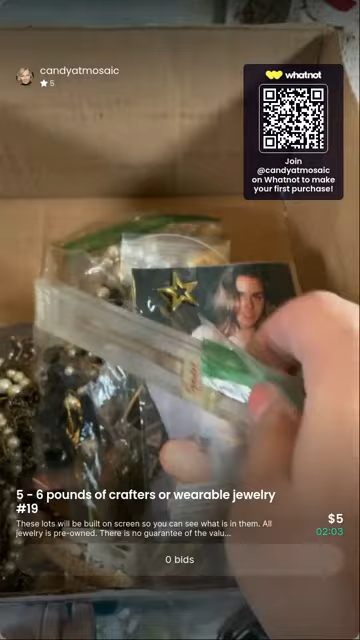 candyatmosaic
★ 5
whatnot
Join
@candyatmosaic
on Whatnot to make
your first purchase!
5 - 6 pounds of crafters or wearable jewelry
#19
These lots will be built on screen so you can see what is in them. All
jewelry is pre-owned. There is no guarantee of the valu...
$5
02:03
0 bids